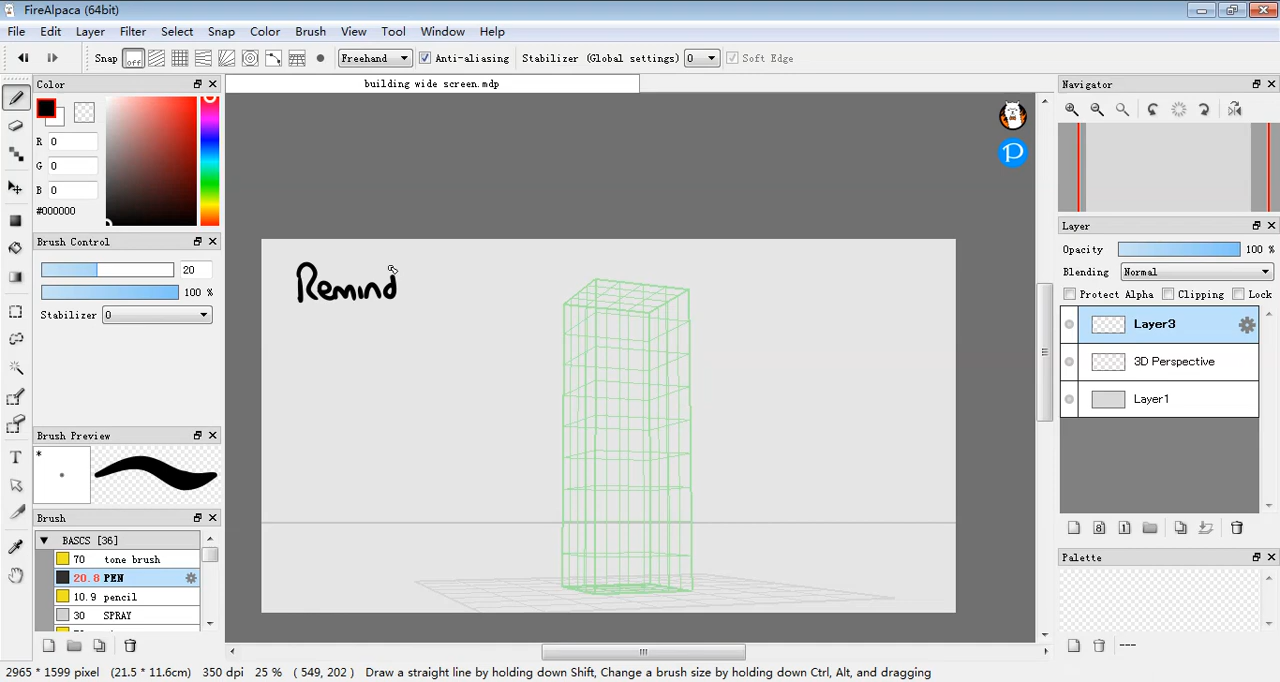 FireAlpaca (64bit)
File Edit Layer Filter Select Snap Color Brush View Tool Window Help
Snap off Freehand Anti-aliasing Stabilizer (Global settings) 0 Soft Edge
Color
building wide screen.mdp
Navigator
R 0
G 0
B 0
#000000
P
Layer
Brush Control
Opacity 100 %
20
Blending Normal
100 %
Protect Alpha Clipping Lock
Stabilizer 0
Remind
Layer3
3D Perspective
Layer1
Brush Preview
*
T
Brush
BASCS [36]
70 tone brush
20.8 PEN
10.9 pencil
30 SPRAY
8 1
Palette
---
2965 * 1599 pixel (21.5 * 11.6cm) 350 dpi 25 % ( 549, 202 ) Draw a straight line by holding down Shift, Change a brush size by holding down Ctrl, Alt, and dragging